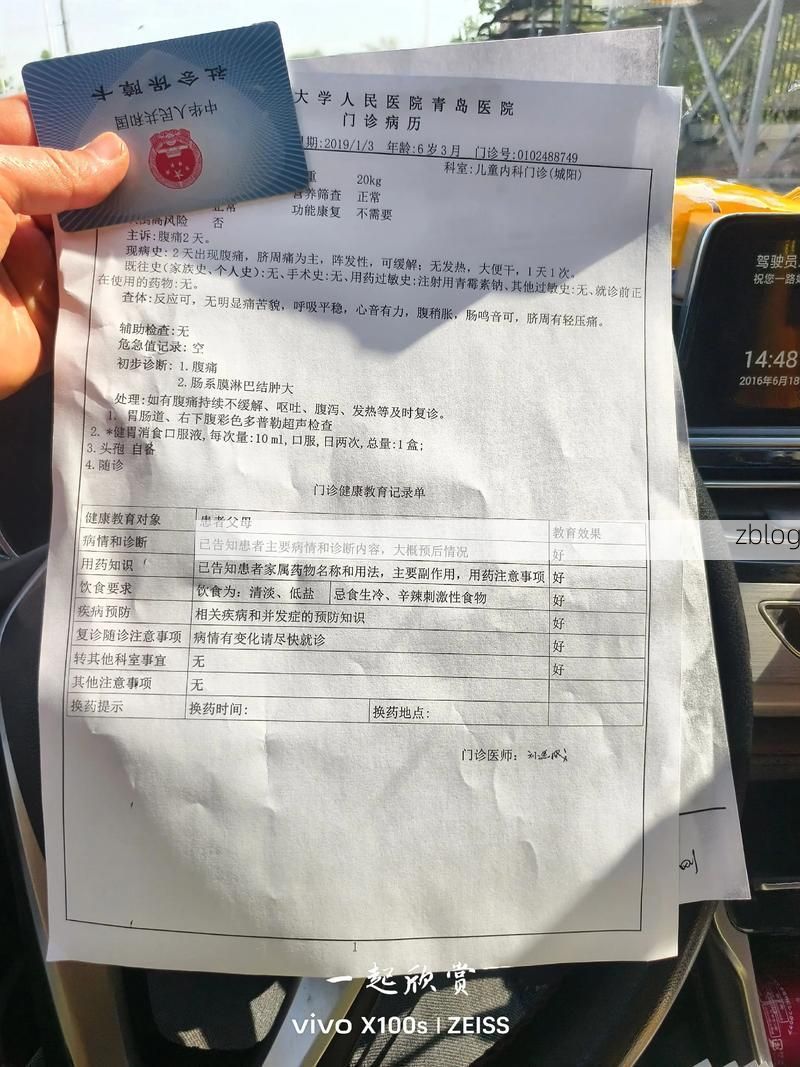 社会保障卡
中华人民共和国
大学人民医院青岛医院
门诊病历
期:2019/1/3 年龄:6岁3月 门诊号:0102488749
科室:儿童内科门诊(城阳)
重 20kg
正常 营养筛查 正常
高风险 否 功能康复 不需要
主诉:腹痛2天。
现病史:2天出现腹痛，脐周痛为主，阵发性，可缓解；无发热，大便干，1天1次。
既往史(家族史、个人史):无、手术史:无、用药过敏史:注射用青霉素钠、其他过敏史:无、就诊前正
在使用的药物:无。
查体:反应可，无明显痛苦貌，呼吸平稳，心音有力，腹稍胀，肠鸣音可，脐周有轻压痛。
辅助检查:无
危急值记录: 空
初步诊断: 1.腹痛
2.肠系膜淋巴结肿大
处理:如有腹痛持续不缓解、呕吐、腹泻、发热等及时复诊。
1. 胃肠道、右下腹彩色多普勒超声检查
2. *健胃消食口服液,每次量:10ml,口服,日两次,总量:1盒;
3.头孢 自备
4.随诊
门诊健康教育记录单
健康教育对象 患者父母 教育效果
病情和诊断 已告知患者主要病情和诊断内容，大概预后情况 好
用药知识 已告知患者家属药物名称和用法，主要副作用，用药注意事项 好
饮食要求 饮食为：清淡、低盐 忌食生冷、辛辣刺激性食物 好
疾病预防 相关疾病和并发症的预防知识 好
复诊随诊注意事项 病情有变化请尽快就诊 好
转其他科室事宜 无 好
其他注意事项 无
换药提示 换药时间: 换药地点:
门诊医师:
1
驾驶员
祝您一路
14:48
2016年6月18
zblog
一起欣赏
vivo X100s | ZEISS